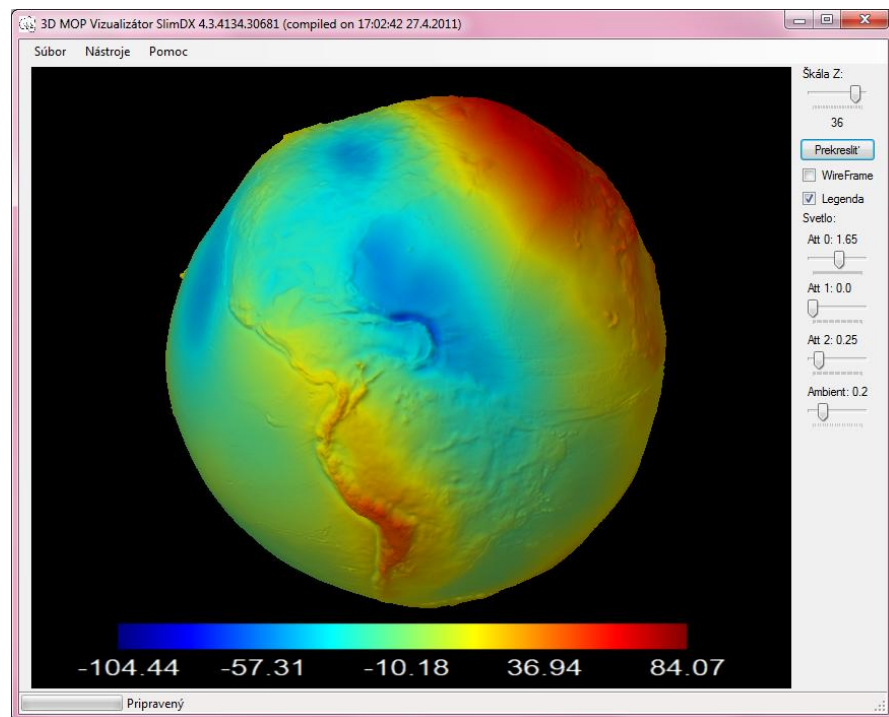 3D MOP Vizualizátor SlimDX 4.3.4134.30681 (compiled on 17:02:42 27.4.2011)
Súbor Nástroje Pomoc
Škála Z:
36
Prekresliť
WireFrame
Legenda
Svetlo:
Att 0: 1.65
Att 1: 0.0
Att 2: 0.25
Ambient: 0.2
-104.44 -57.31 -10.18 36.94 84.07
Pripravený